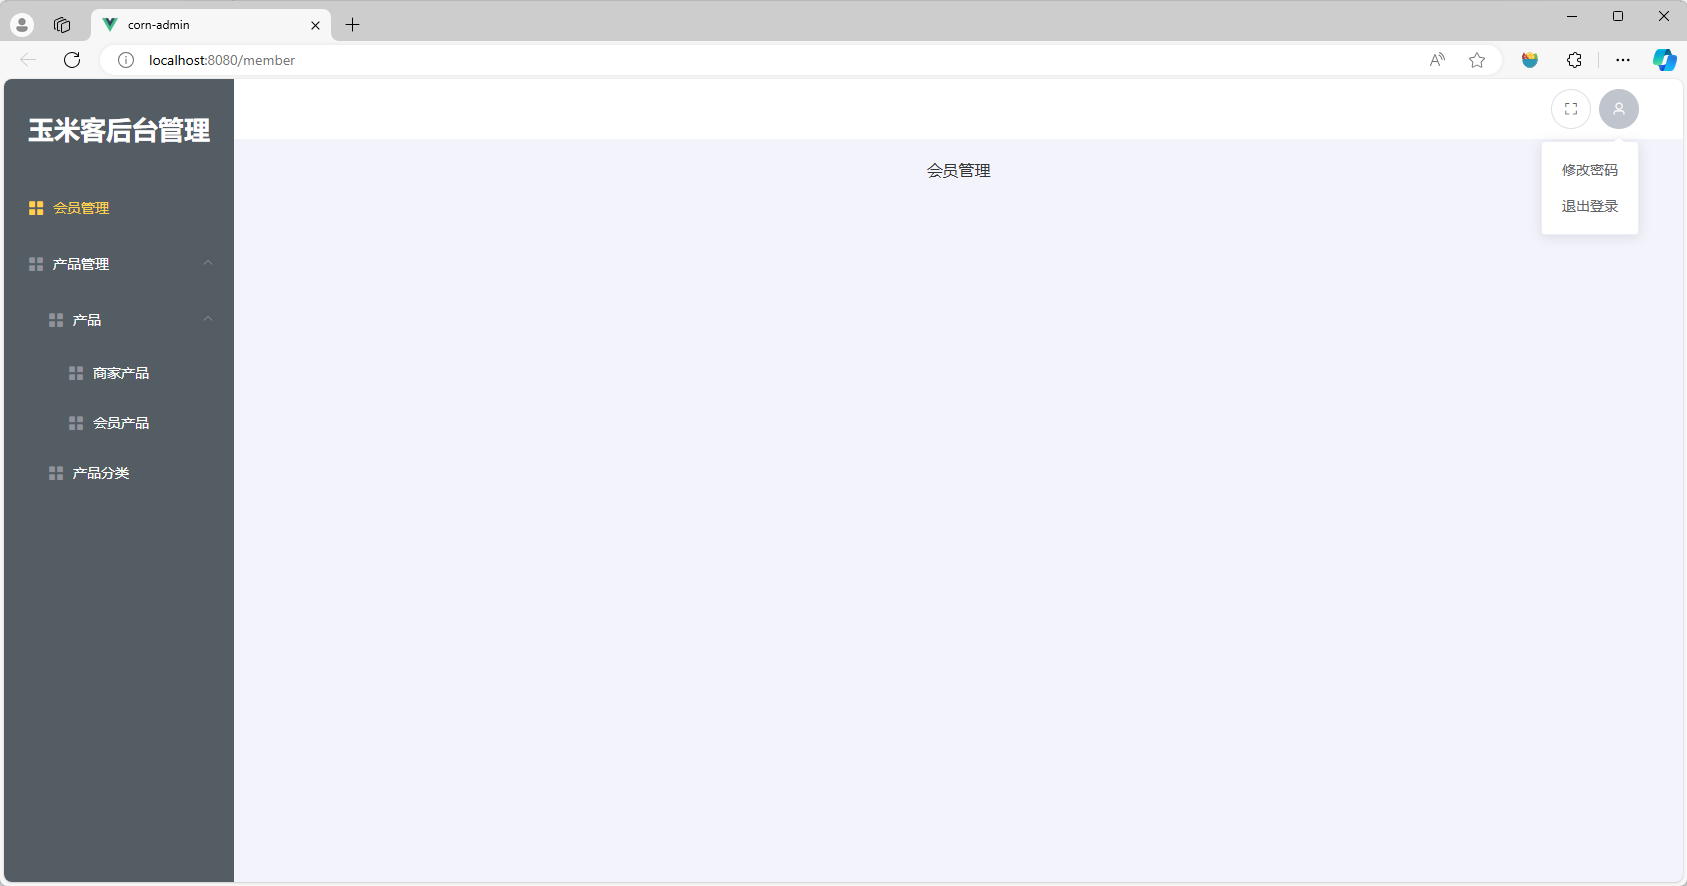 corn-admin
localhost:8080/member
玉米客后台管理
会员管理
产品管理
产品
商家产品
会员产品
产品分类
会员管理
修改密码
退出登录